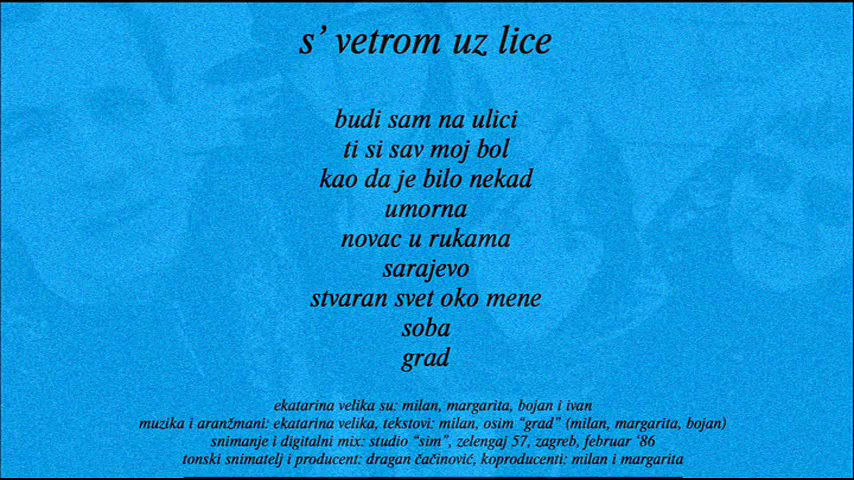 s’ vetrom uz lice
budi sam na ulici
ti si sav moj bol
kao da je bilo nekad
umorna
novac u rukama
sarajevo
stvaran svet oko mene
soba
grad
ekatarina velika su: milan, margarita, bojan i ivan
muzika i aranžmani: ekatarina velika, tekstovi: milan, osim “grad” (milan, margarita, bojan)
snimanje i digitalni mix: studio “sim”, zelengaj 57, zagreb, februar ‘86
tonski snimatelj i producent: dragan čačinović, koproducenti: milan i margarita